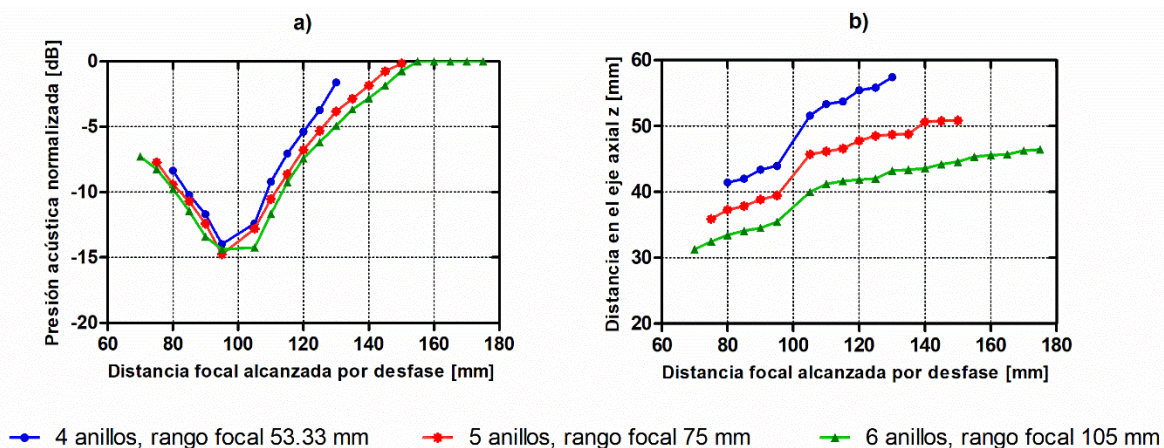 a)
Presión acústica normalizada [dB]
0
-5
-10
-15
-20
60 80 100 120 140 160 180
Distancia focal alcanzada por desfase [mm]
b)
Distancia en el eje axial z [mm]
60
50
40
30
20
60 80 100 120 140 160 180
Distancia focal alcanzada por desfase [mm]
4 anillos, rango focal 53.33 mm
5 anillos, rango focal 75 mm
6 anillos, rango focal 105 mm